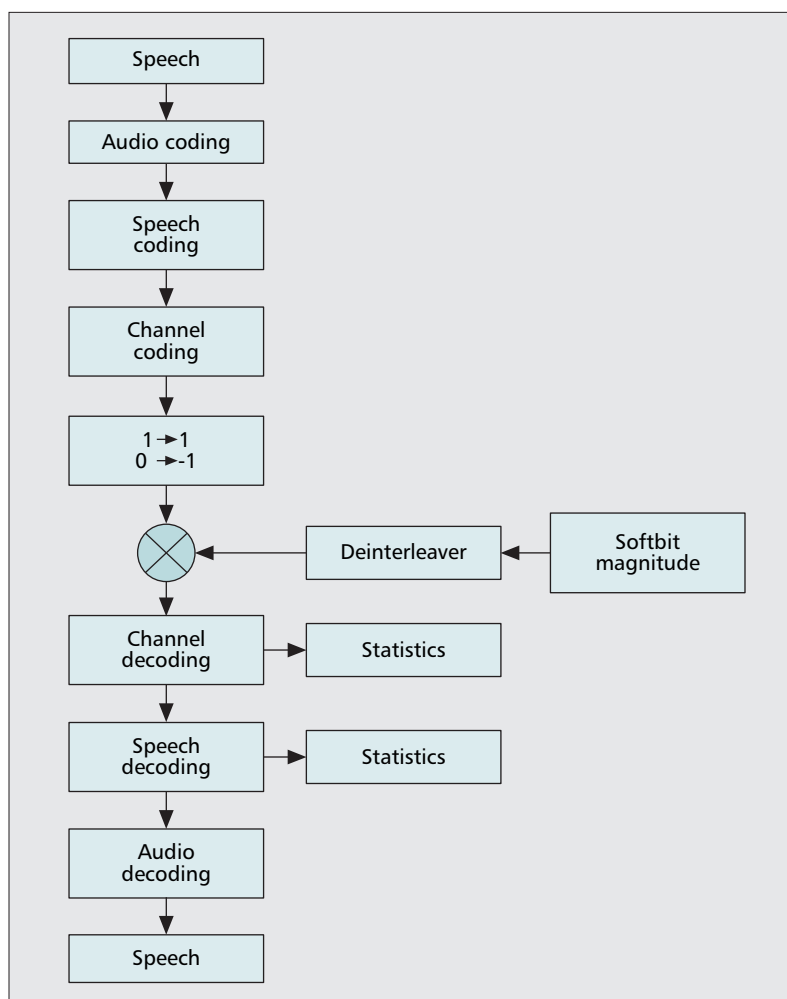 Speech
Audio coding
Speech
coding
Channel
coding
1→1
0→-1
Deinterleaver
Softbit
magnitude
Channel
decoding
Statistics
Speech
decoding
Statistics
Audio
decoding
Speech